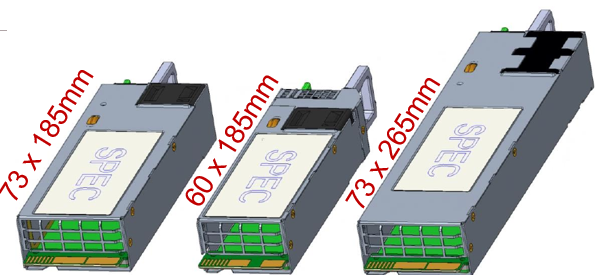 73 x 185mm
SPEC
60 x 185mm
SPEC
73 x 265mm
SPEC